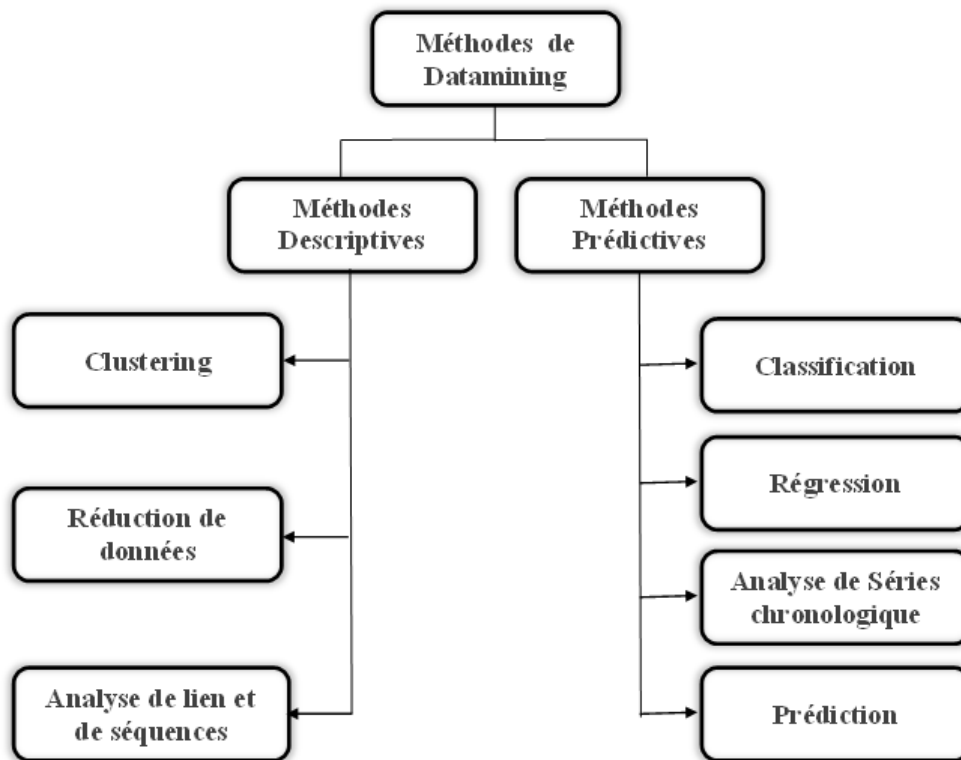 Méthodes de
Datamining
Méthodes
Descriptives
Méthodes
Prédictives
Clustering
Réduction de
données
Analyse de lien et
de séquences
Classification
Régression
Analyse de Séries
chronologique
Prédiction